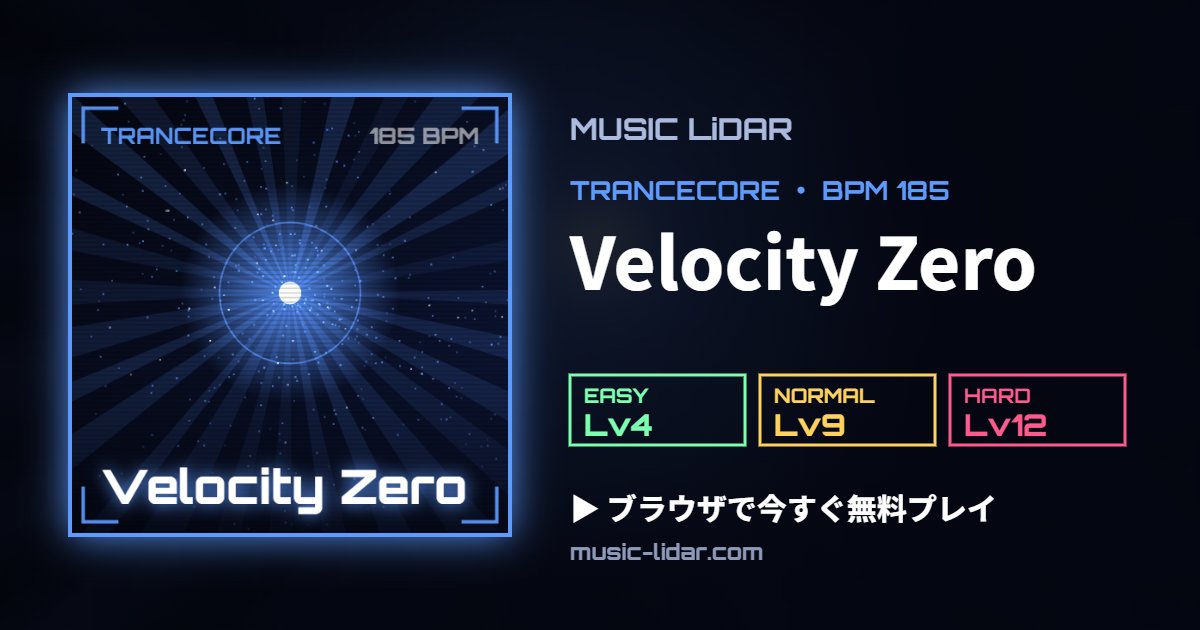 TRANCECORE 185 BPM
Velocity Zero
MUSIC LiDAR
TRANCECORE • BPM 185
Velocity Zero
EASY
Lv4
NORMAL
Lv9
HARD
Lv12
▶ ブラウザで今すぐ無料プレイ
music-lidar.com